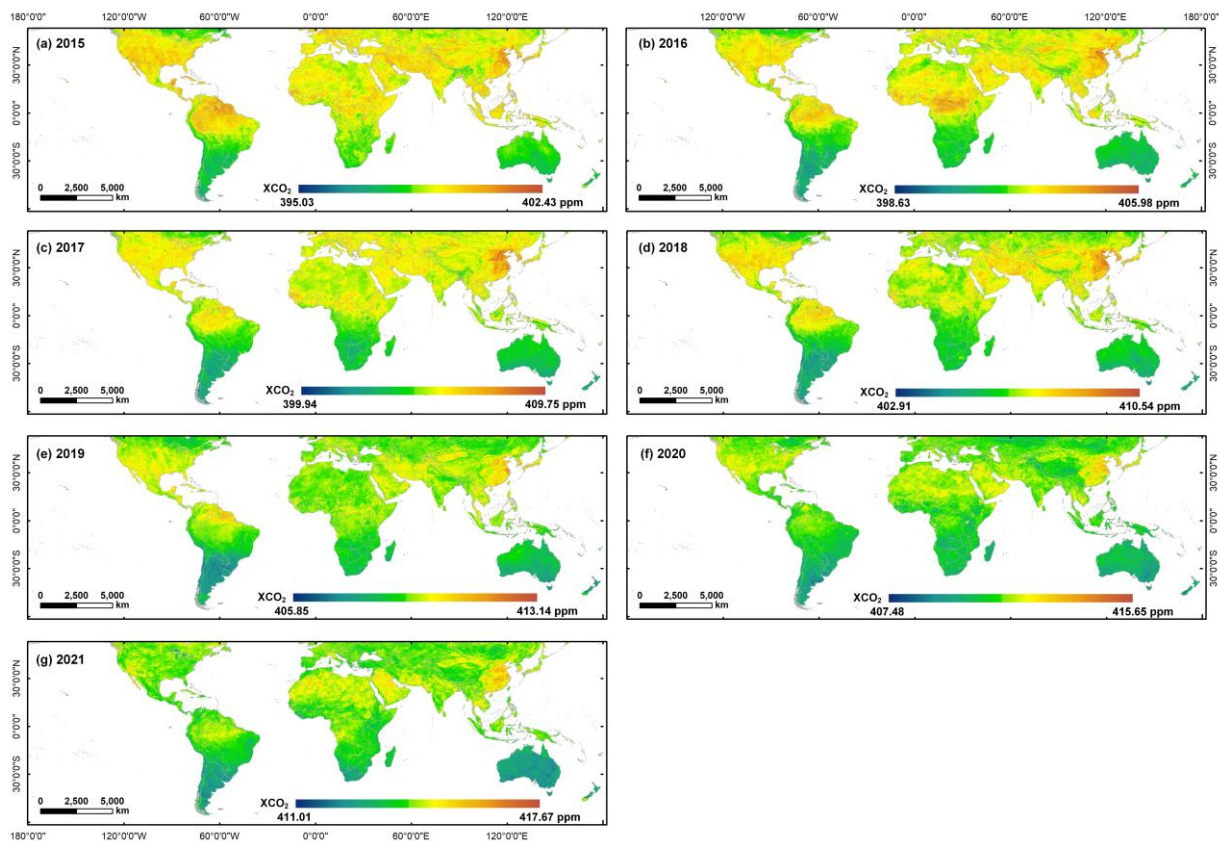 180°0'0" 120°0'0"W 60°0'0"W 0°0'0" 60°0'0"E 120°0'0"E
120°0'0"W 60°0'0"W 0°0'0" 60°0'0"E 120°0'0"E 180°0'0"
(a) 2015
30°0'0"N
0°0'0"
30°0'0"S
0 2,500 5,000
km
XCO₂
395.03 402.43 ppm
(b) 2016
30°0'0"N
0°0'0"
30°0'0"S
0 2,500 5,000
km
XCO₂
398.63 405.98 ppm
(c) 2017
30°0'0"N
0°0'0"
30°0'0"S
0 2,500 5,000
km
XCO₂
399.94 409.75 ppm
(d) 2018
30°0'0"N
0°0'0"
30°0'0"S
0 2,500 5,000
km
XCO₂
402.91 410.54 ppm
(e) 2019
30°0'0"N
0°0'0"
30°0'0"S
0 2,500 5,000
km
XCO₂
405.85 413.14 ppm
(f) 2020
30°0'0"N
0°0'0"
30°0'0"S
0 2,500 5,000
km
XCO₂
407.48 415.65 ppm
(g) 2021
30°0'0"N
0°0'0"
30°0'0"S
0 2,500 5,000
km
XCO₂
411.01 417.67 ppm
180°0'0" 120°0'0"W 60°0'0"W 0°0'0" 60°0'0"E 120°0'0"E